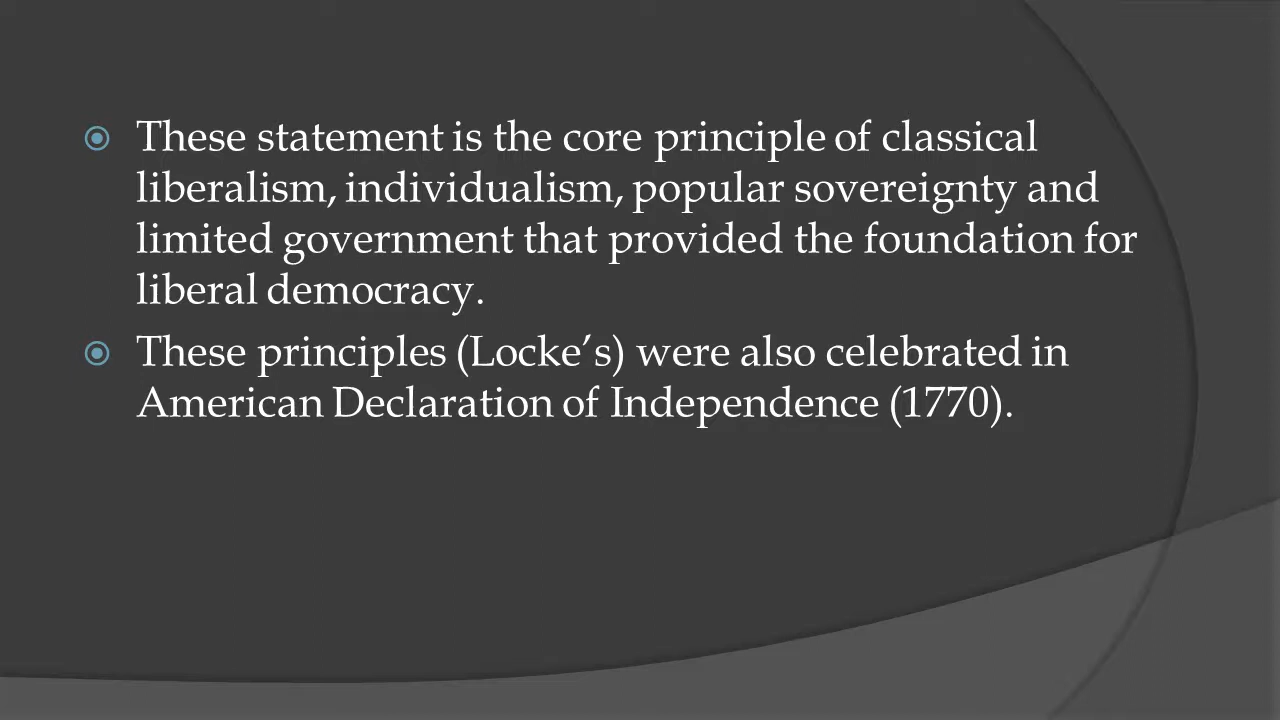 These statement is the core principle of classical
liberalism, individualism, popular sovereignty and
limited government that provided the foundation for
liberal democracy.
These principles (Locke’s) were also celebrated in
American Declaration of Independence (1770).